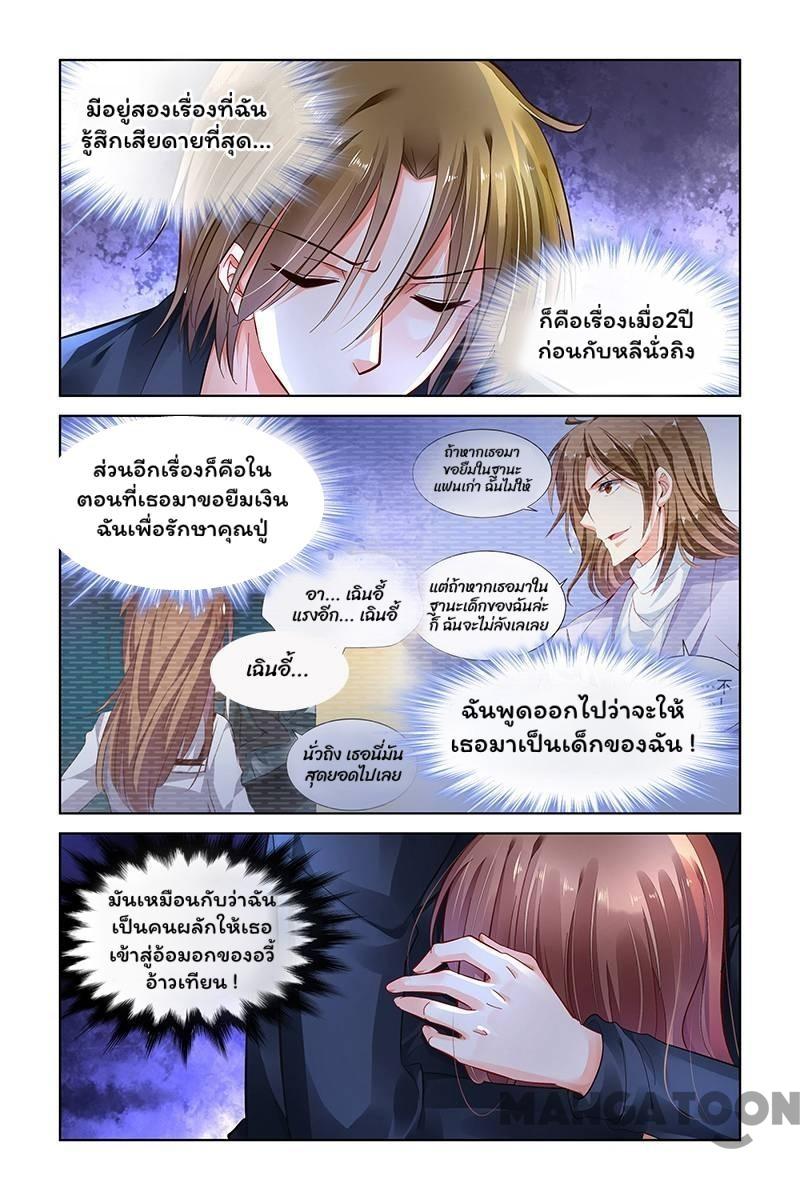 มีอยู่สองเรื่องที่ฉัน
รู้สึกเสียดายที่สุด...
ก็คือเรื่องเมื่อ2ปี
ก่อนกับหลีนั่วถิง
ส่วนอีกเรื่องก็คือใน
ตอนที่เธอมาขอยืมเงิน
ฉันเพื่อรักษาคุณปู่
ถ้าหากเธอมา
ขอยืมในฐานะ
แฟนเก่า ฉันไม่ให้
แต่ถ้าหากเธอมาใน
ฐานะเด็กของฉันล่ะ
ก็ ฉันจะไม่ลังเลเลย
อา... เฉินอี้
แรงอีก... เฉินอี้
เฉินอี้...
นั่วถิง เธอนี่มัน
สุดยอดไปเลย
不
ฉันพูดออกไปว่าจะให้
เธอมาเป็นเด็กของฉัน !
มันเหมือนกับว่าฉัน
เป็นคนผลักให้เธอ
เข้าสู่อ้อมอกของอวี้
อ้าวเทียน !
MANGATOON